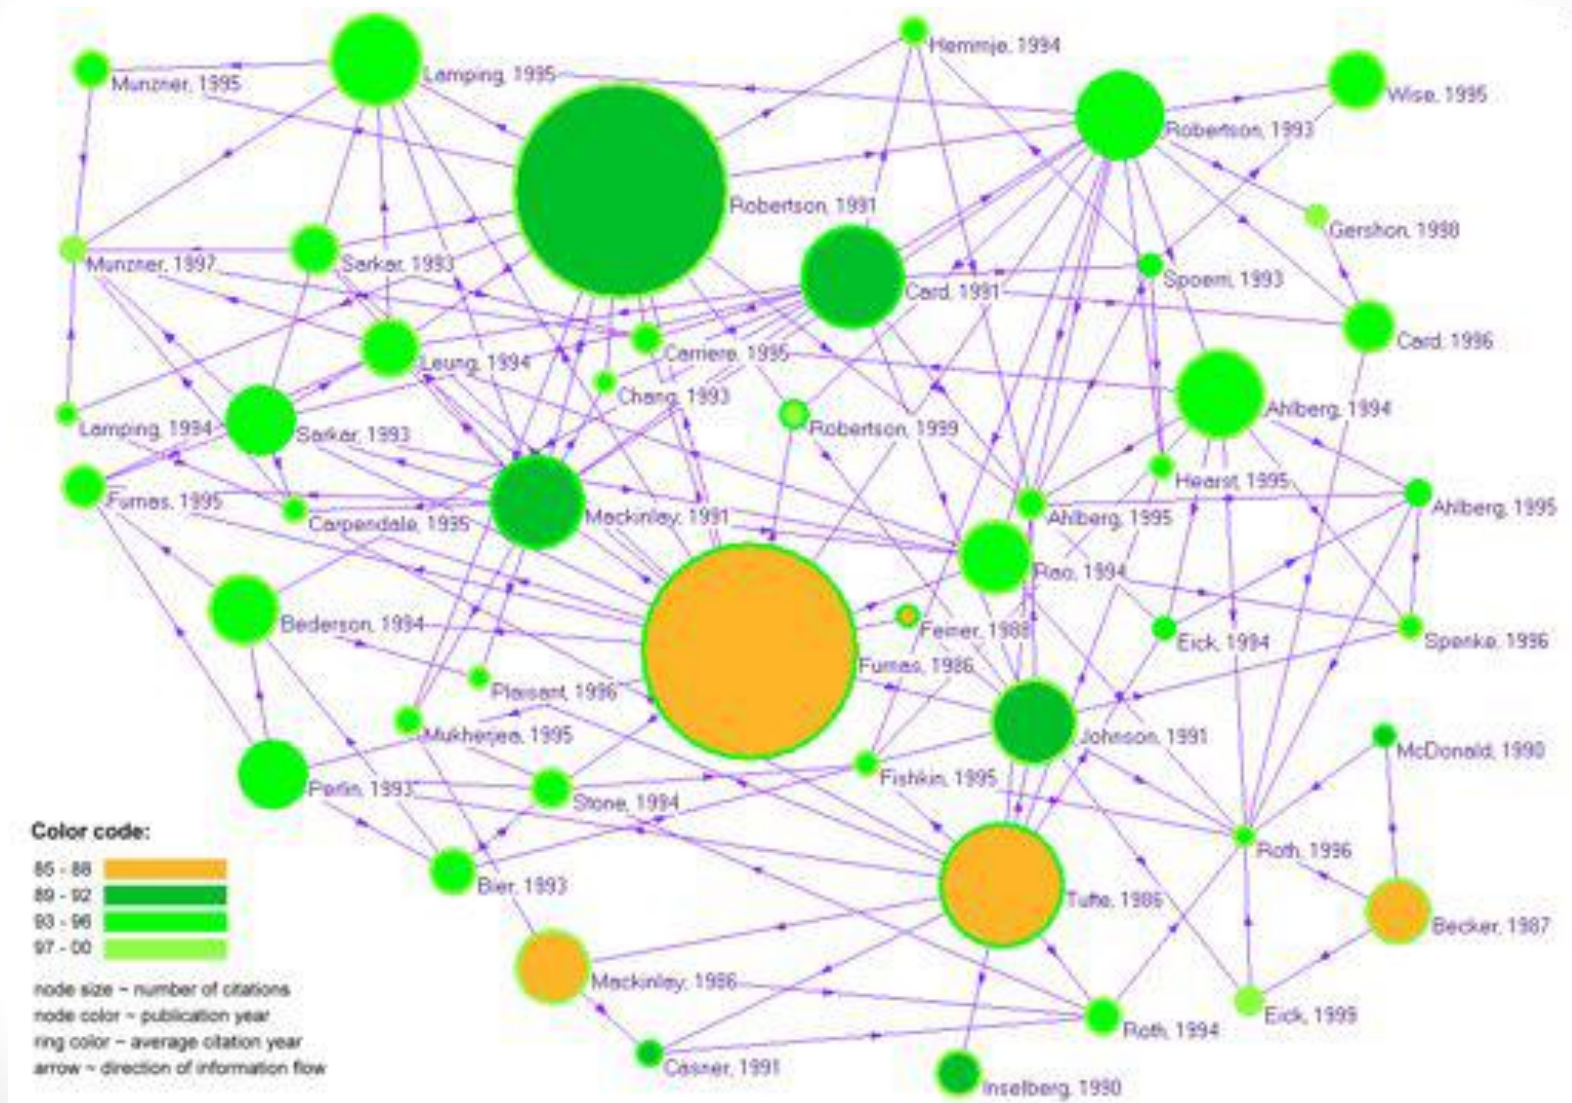 Hemmje, 1994
Munzner, 1995
Lamping, 1995
Wise, 1995
Robertson, 1993
Robertson, 1991
Gershon, 1998
Munzner, 1997
Sarkar, 1993
Card, 1991
Spoerri, 1993
Card, 1996
Leung, 1994
Carriere, 1995
Chang, 1993
Ahlberg, 1994
Lamping, 1994
Sarkar, 1993
Robertson, 1999
Hearst, 1995
Furnas, 1995
Carpendale, 1995
Mackinlay, 1991
Ahlberg, 1995
Ahlberg, 1995
Rao, 1994
Bederson, 1994
Feiner, 1988
Eick, 1994
Spenke, 1996
Furnas, 1986
Plaisant, 1996
Mukherjea, 1995
Johnson, 1991
McDonald, 1990
Fishkin, 1995
Perlin, 1993
Stone, 1994
Color code:
85 - 88
89 - 92
93 - 96
97 - 00
Roth, 1996
Bier, 1993
Tufte, 1986
Becker, 1987
Mackinlay, 1986
node size ~ number of citations
node color ~ publication year
ring color ~ average citation year
arrow ~ direction of information flow
Eick, 1999
Roth, 1994
Casner, 1991
Inselberg, 1990